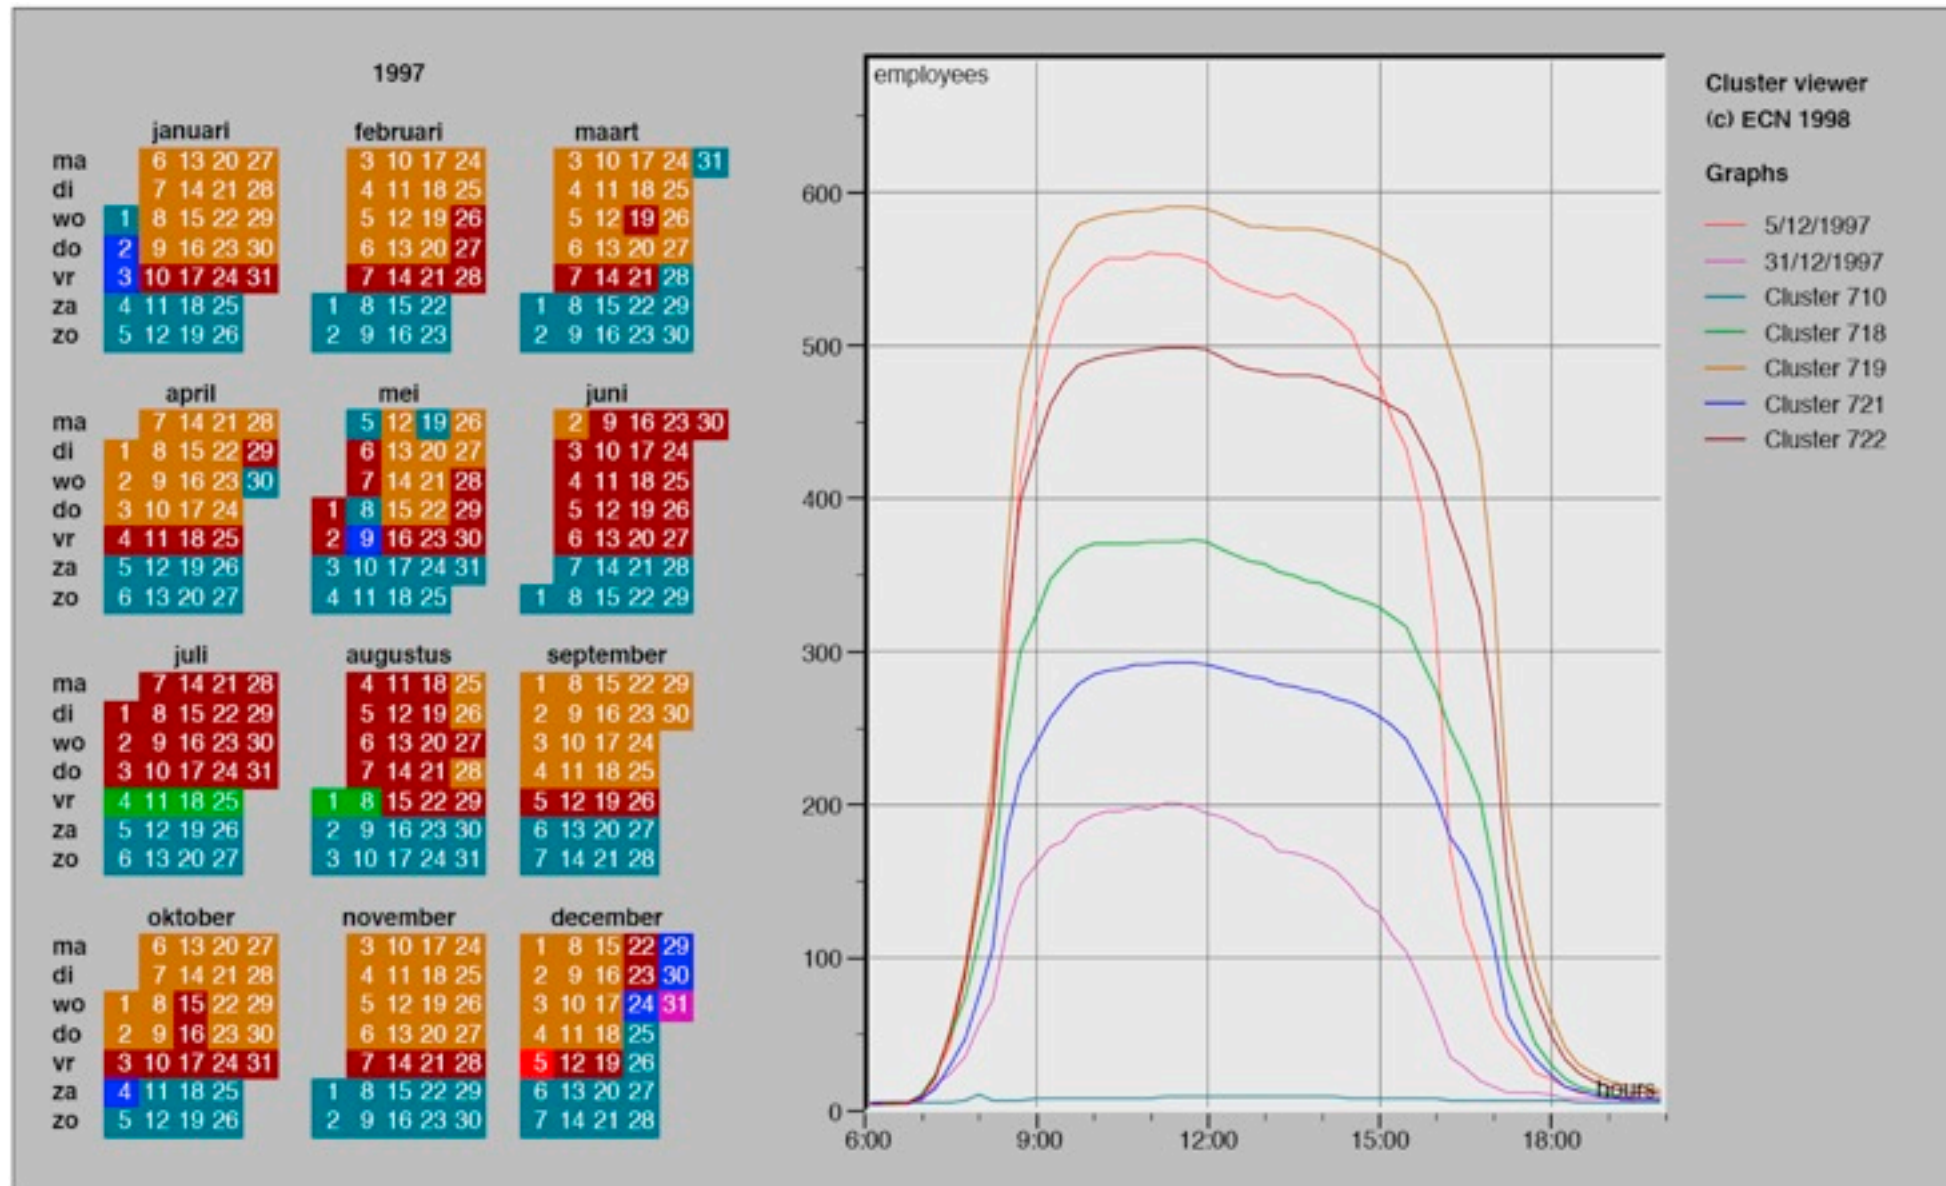 1997
januari februari maart
ma 6 13 20 27 3 10 17 24 3 10 17 24 31
di 7 14 21 28 4 11 18 25 4 11 18 25
wo 1 8 15 22 29 5 12 19 26 5 12 19 26
do 2 9 16 23 30 6 13 20 27 6 13 20 27
vr 3 10 17 24 31 7 14 21 28 7 14 21 28
za 4 11 18 25 1 8 15 22 1 8 15 22 29
zo 5 12 19 26 2 9 16 23 2 9 16 23 30
april mei juni
ma 7 14 21 28 5 12 19 26 2 9 16 23 30
di 1 8 15 22 29 6 13 20 27 3 10 17 24
wo 2 9 16 23 30 7 14 21 28 4 11 18 25
do 3 10 17 24 1 8 15 22 29 5 12 19 26
vr 4 11 18 25 2 9 16 23 30 6 13 20 27
za 5 12 19 26 3 10 17 24 31 7 14 21 28
zo 6 13 20 27 4 11 18 25 1 8 15 22 29
juli augustus september
ma 7 14 21 28 4 11 18 25 1 8 15 22 29
di 1 8 15 22 29 5 12 19 26 2 9 16 23 30
wo 2 9 16 23 30 6 13 20 27 3 10 17 24
do 3 10 17 24 31 7 14 21 28 4 11 18 25
vr 4 11 18 25 1 8 15 22 29 5 12 19 26
za 5 12 19 26 2 9 16 23 30 6 13 20 27
zo 6 13 20 27 3 10 17 24 31 7 14 21 28
oktober november december
ma 6 13 20 27 3 10 17 24 1 8 15 22 29
di 7 14 21 28 4 11 18 25 2 9 16 23 30
wo 1 8 15 22 29 5 12 19 26 3 10 17 24 31
do 2 9 16 23 30 6 13 20 27 4 11 18 25
vr 3 10 17 24 31 7 14 21 28 5 12 19 26
za 4 11 18 25 1 8 15 22 29 6 13 20 27
zo 5 12 19 26 2 9 16 23 30 7 14 21 28
employees
600
500
400
300
200
100
0
hours
6:00 9:00 12:00 15:00 18:00
Cluster viewer
(c) ECN 1998
Graphs
5/12/1997
31/12/1997
Cluster 710
Cluster 718
Cluster 719
Cluster 721
Cluster 722